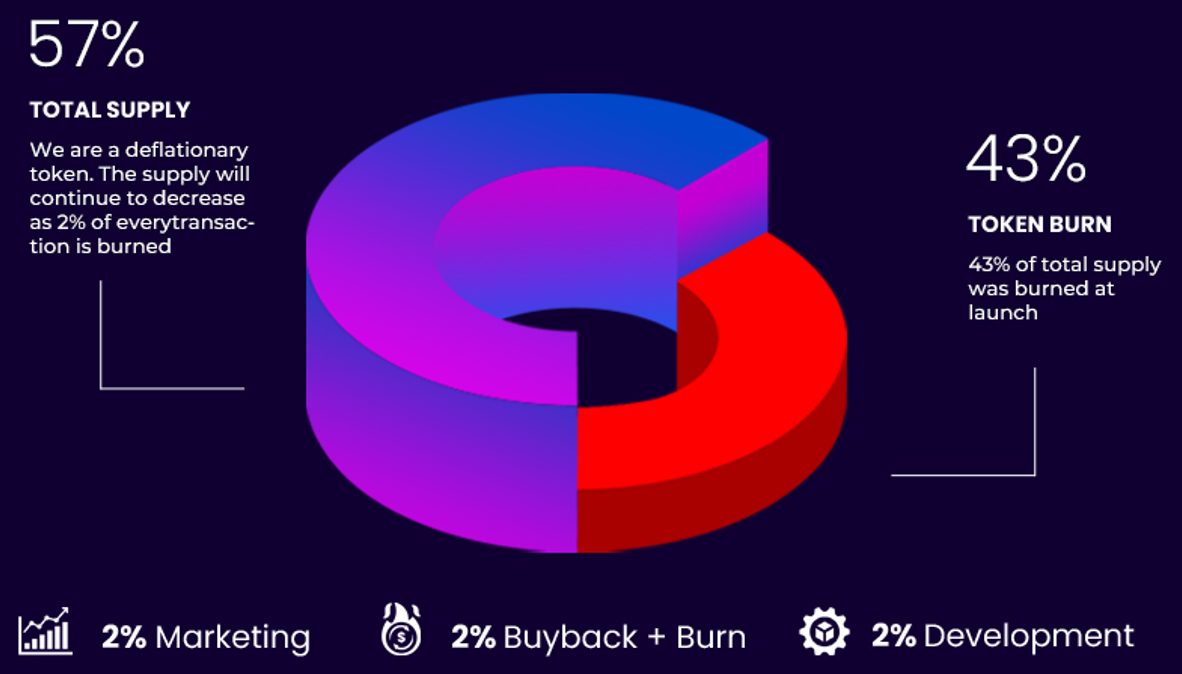 57%
TOTAL SUPPLY
We are a deflationary
token. The supply will
continue to decrease
as 2% of everytransac-
tion is burned
43%
TOKEN BURN
43% of total supply
was burned at
launch
2% Marketing
2% Buyback + Burn
2% Development